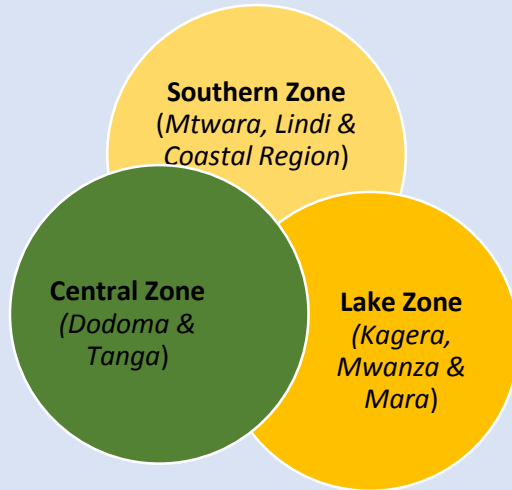 Southern Zone
(Mtwara, Lindi &
Coastal Region)
Central Zone
(Dodoma &
Tanga)
Lake Zone
(Kagera,
Mwanza &
Mara)